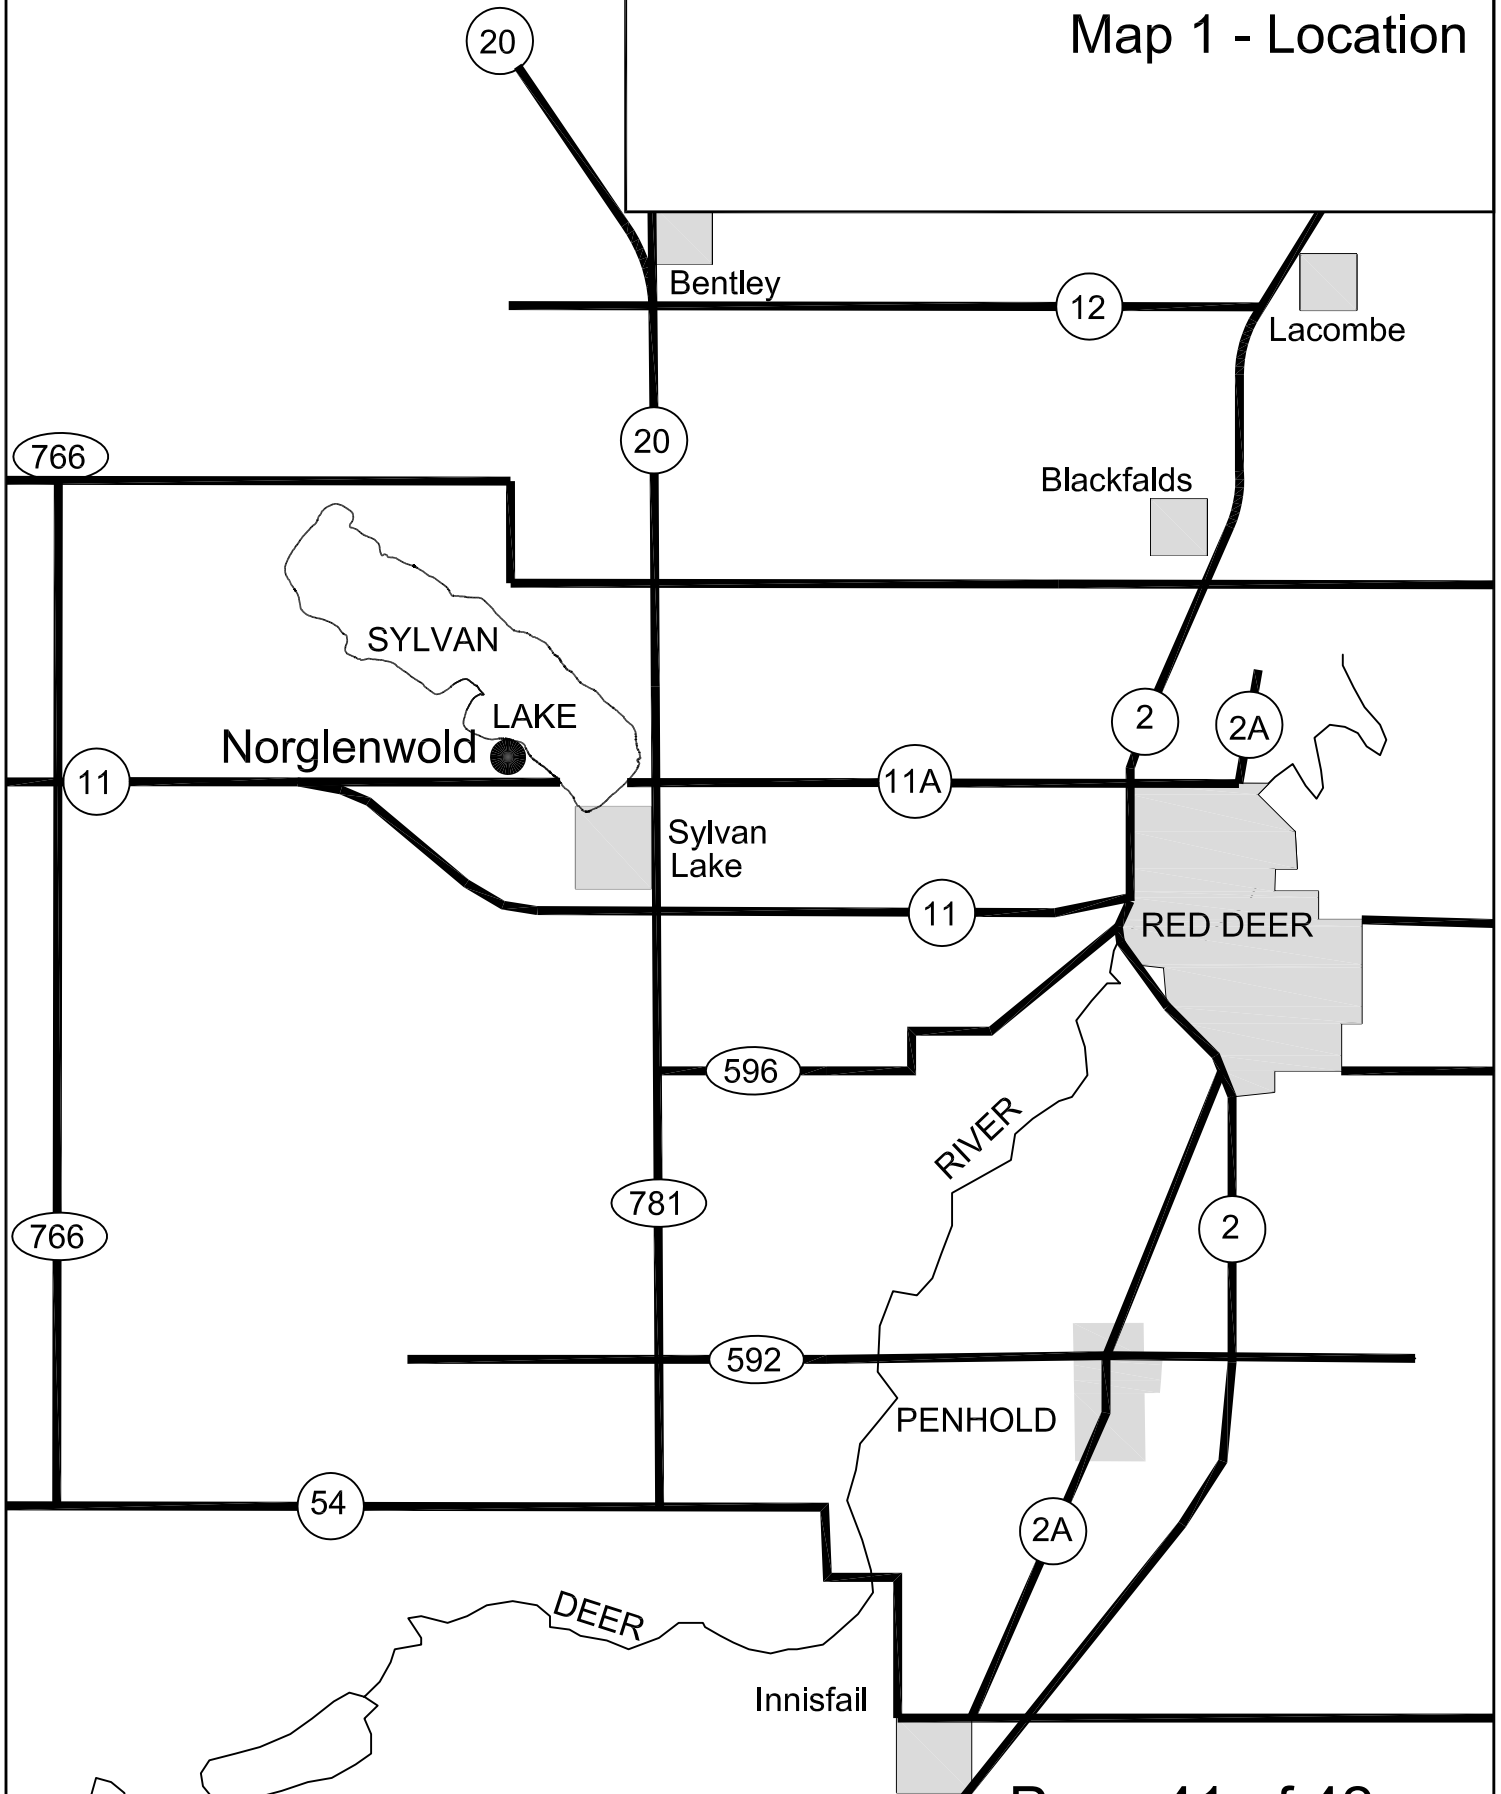 Map 1 - Location
20
Bentley
12
Lacombe
20
766
Blackfalds
SYLVAN
LAKE
2
2A
Norglenwold
11
11A
Sylvan
Lake
11
RED DEER
596
RIVER
781
2
766
592
PENHOLD
54
2A
DEER
Innisfail